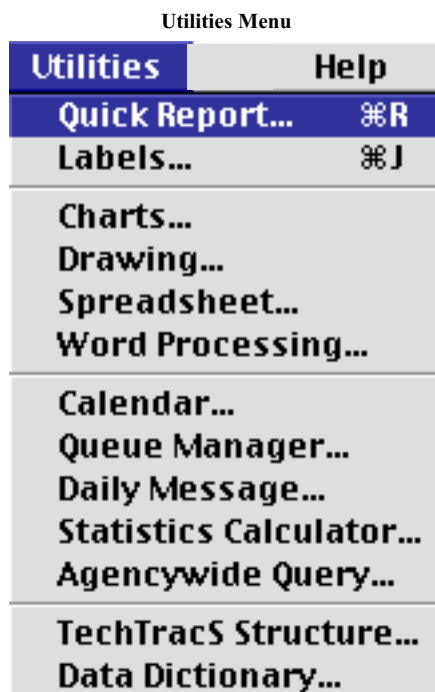 Utilities Menu
Utilities Help
Quick Report... ⌘R
Labels... ⌘J
Charts...
Drawing...
Spreadsheet...
Word Processing...
Calendar...
Queue Manager...
Daily Message...
Statistics Calculator...
Agencywide Query...
TechTracS Structure...
Data Dictionary...